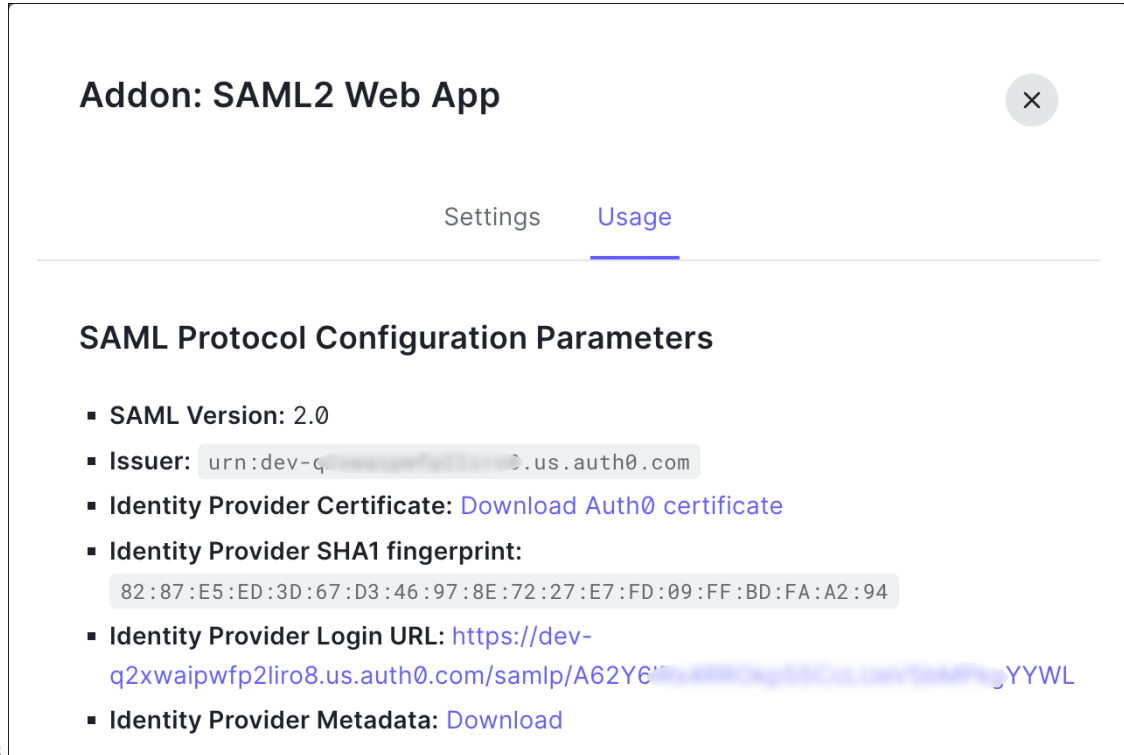 Addon: SAML2 Web App
Settings Usage
SAML Protocol Configuration Parameters
▪ SAML Version: 2.0
▪ Issuer: urn:dev-q .us.auth0.com
▪ Identity Provider Certificate: Download Auth0 certificate
▪ Identity Provider SHA1 fingerprint:
82:87:E5:ED:3D:67:D3:46:97:8E:72:27:E7:FD:09:FF:BD:FA:A2:94
▪ Identity Provider Login URL: https://dev-
q2xwaipwfp2liro8.us.auth0.com/samlp/A62Y6 YYWL
▪ Identity Provider Metadata: Download